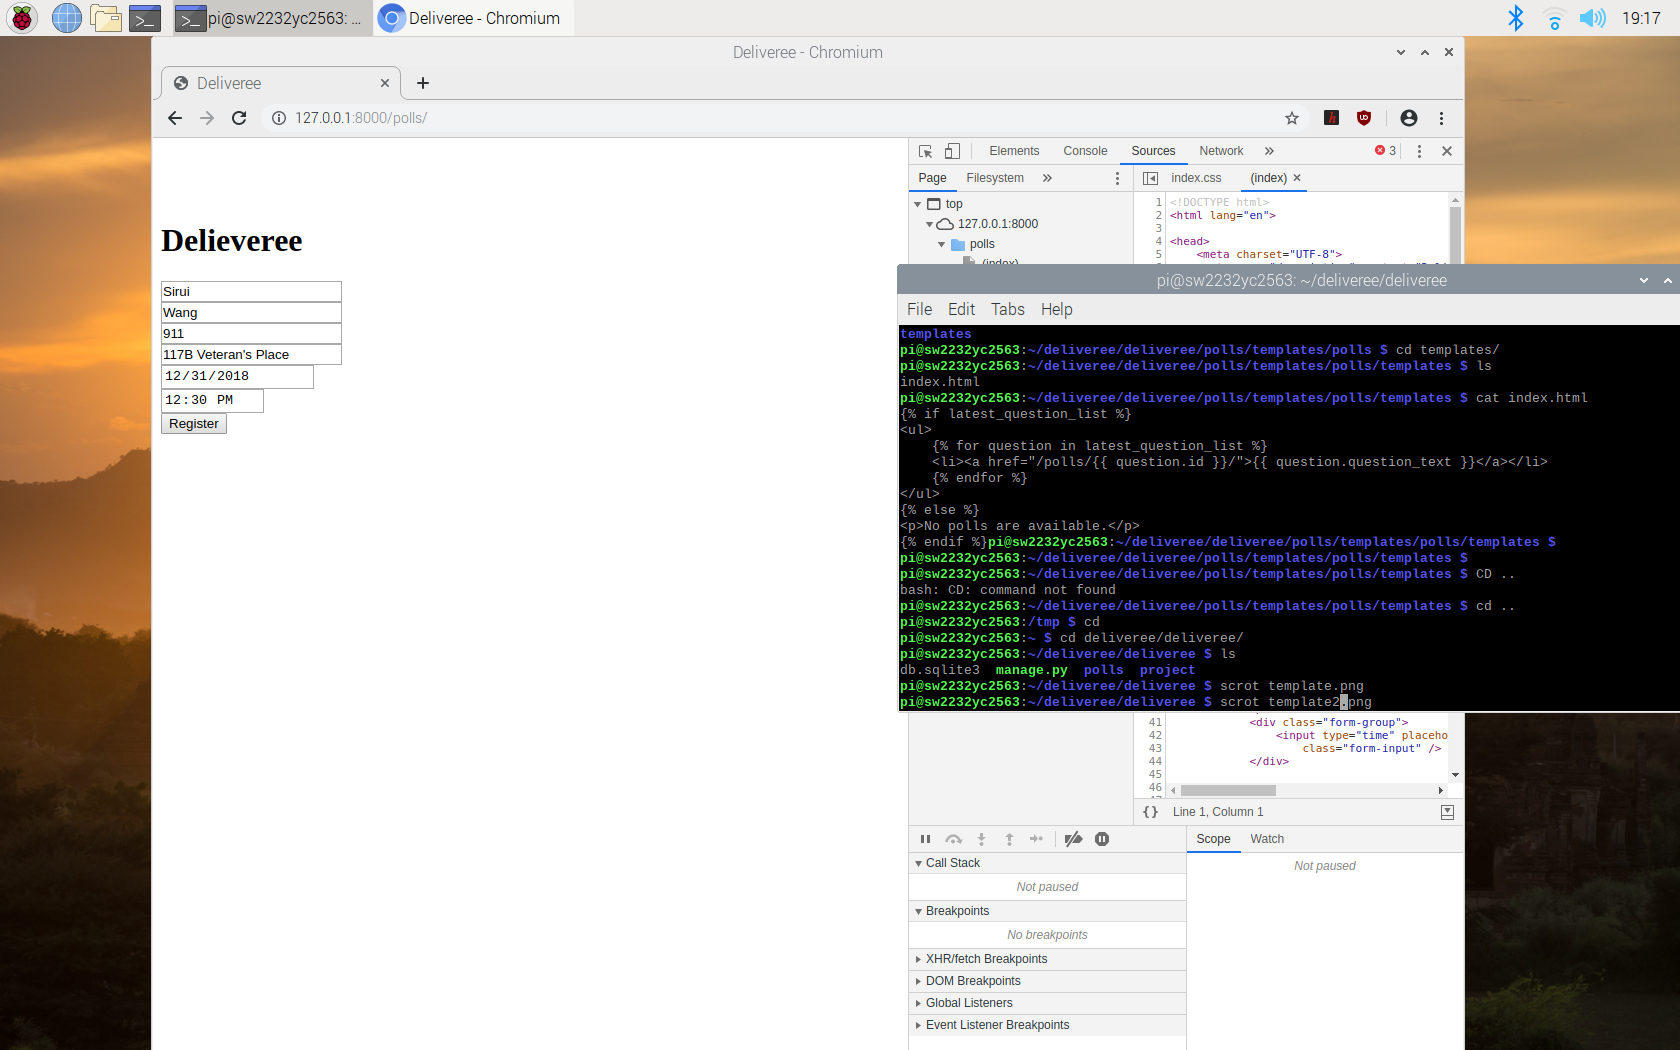 pi@sw2232yc2563: ...
Deliveree - Chromium
19:17
Deliveree - Chromium
Deliveree
127.0.0.1:8000/polls/
Delieveree
Sirui
Wang
911
117B Veteran's Place
12/31/2018
12:30 PM
Register
Elements Console Sources Network » 3
Page Filesystem »
index.css (index)
top
127.0.0.1:8000
polls
(index)
1 <!DOCTYPE html>
2 <html lang="en">
3
4 <head>
5 <meta charset="UTF-8">
pi@sw2232yc2563: ~/deliveree/deliveree
File Edit Tabs Help
templates
pi@sw2232yc2563:~/deliveree/deliveree/polls/templates/polls $ cd templates/
pi@sw2232yc2563:~/deliveree/deliveree/polls/templates/polls/templates $ ls
index.html
pi@sw2232yc2563:~/deliveree/deliveree/polls/templates/polls/templates $ cat index.html
{% if latest_question_list %}
<ul>
{% for question in latest_question_list %}
<li><a href="/polls/{{ question.id }}/">{{ question.question_text }}</a></li>
{% endfor %}
</ul>
{% else %}
<p>No polls are available.</p>
{% endif %}pi@sw2232yc2563:~/deliveree/deliveree/polls/templates/polls/templates $
pi@sw2232yc2563:~/deliveree/deliveree/polls/templates/polls/templates $
pi@sw2232yc2563:~/deliveree/deliveree/polls/templates/polls/templates $ CD ..
bash: CD: command not found
pi@sw2232yc2563:~/deliveree/deliveree/polls/templates/polls/templates $ cd ..
pi@sw2232yc2563:/tmp $ cd
pi@sw2232yc2563:~ $ cd deliveree/deliveree/
pi@sw2232yc2563:~/deliveree/deliveree $ ls
db.sqlite3 manage.py polls project
pi@sw2232yc2563:~/deliveree/deliveree $ scrot template.png
pi@sw2232yc2563:~/deliveree/deliveree $ scrot template2.png
41 <div class="form-group">
42 <input type="time" placeho
43 class="form-input" />
44 </div>
45
46
{} Line 1, Column 1
Scope Watch
Not paused
Call Stack
Not paused
Breakpoints
No breakpoints
XHR/fetch Breakpoints
DOM Breakpoints
Global Listeners
Event Listener Breakpoints